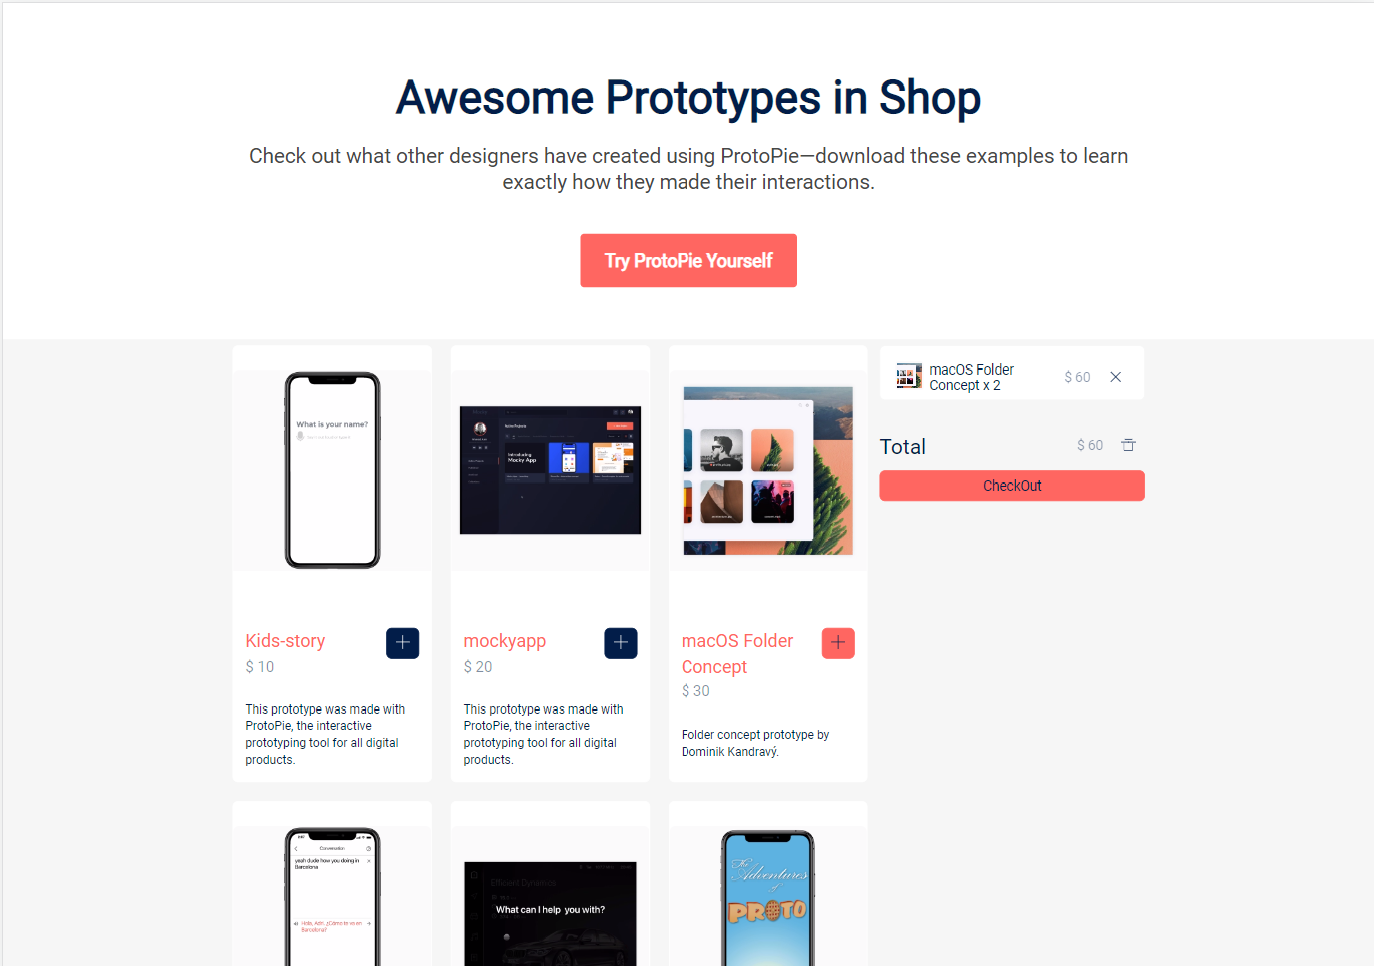 Awesome Prototypes in Shop
Check out what other designers have created using ProtoPie—download these examples to learn
exactly how they made their interactions.
Try ProtoPie Yourself
What is your name?
Introducing
Mocky App
macOS Folder
Concept x 2
$ 60
Total
$ 60
CheckOut
Kids-story
$ 10
This prototype was made with
ProtoPie, the interactive
prototyping tool for all digital
products.
mockyapp
$ 20
This prototype was made with
ProtoPie, the interactive
prototyping tool for all digital
products.
macOS Folder
Concept
$ 30
Folder concept prototype by
Dominik Kandravý.
Conversation
yeah dude how you doing in
Barcelona
Hola, Adn. ¿Cómo te va en
Barcelona?
Efficient Dynamics
What can I help you with?
The
Adventures
of
PROTO